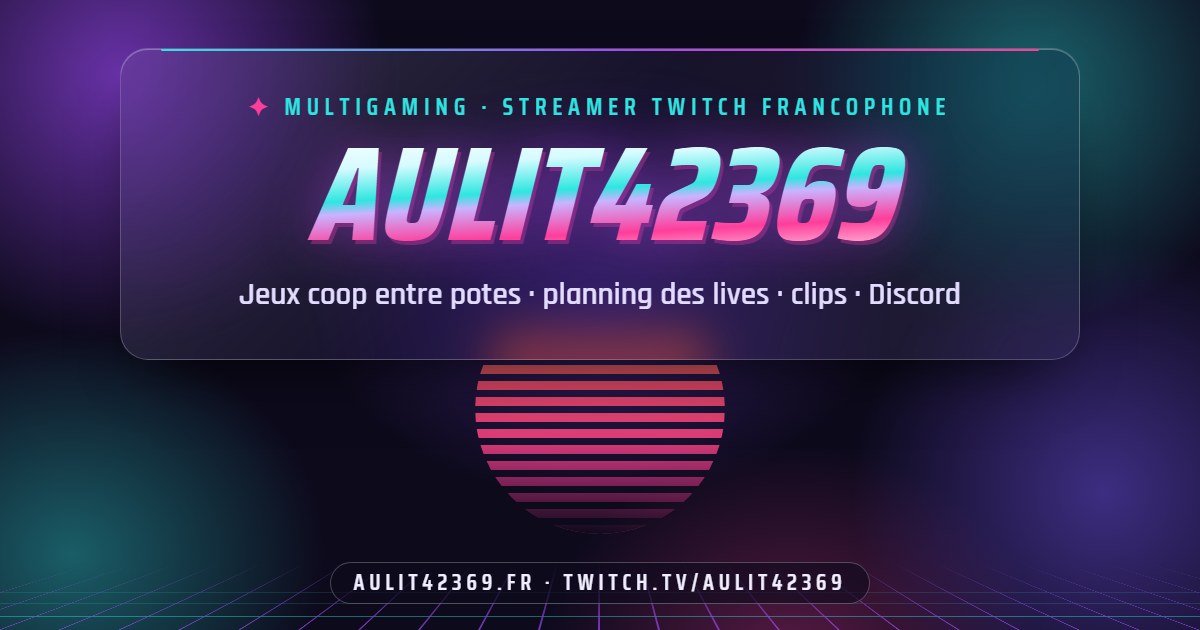 MULTIGAMING · STREAMER TWITCH FRANCOPHONE
AULIT42369
Jeux coop entre potes · planning des lives · clips · Discord
AULIT42369.FR · TWITCH.TV/AULIT42369